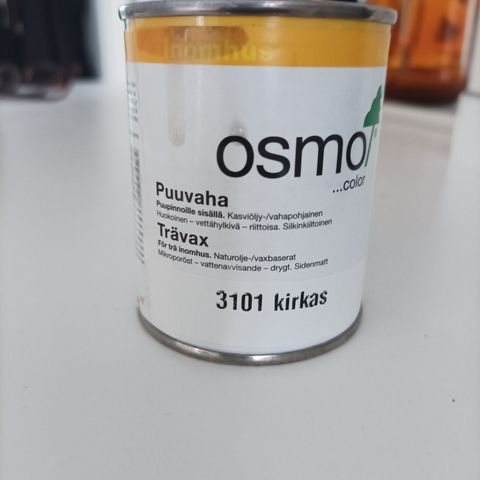 inomhus
osmo
...color
Puuvaha
Puupinnoille sisällä. Kasviöljy-/vahapohjainen
Huokoinen – vettähylkivä – riittoisa. Silkinkiiltoinen
Trävax
För trä inomhus. Naturolje-/vaxbaserat
Mikroporöst – vattenavvisande – drygt. Sidenmatt
3101 kirkas